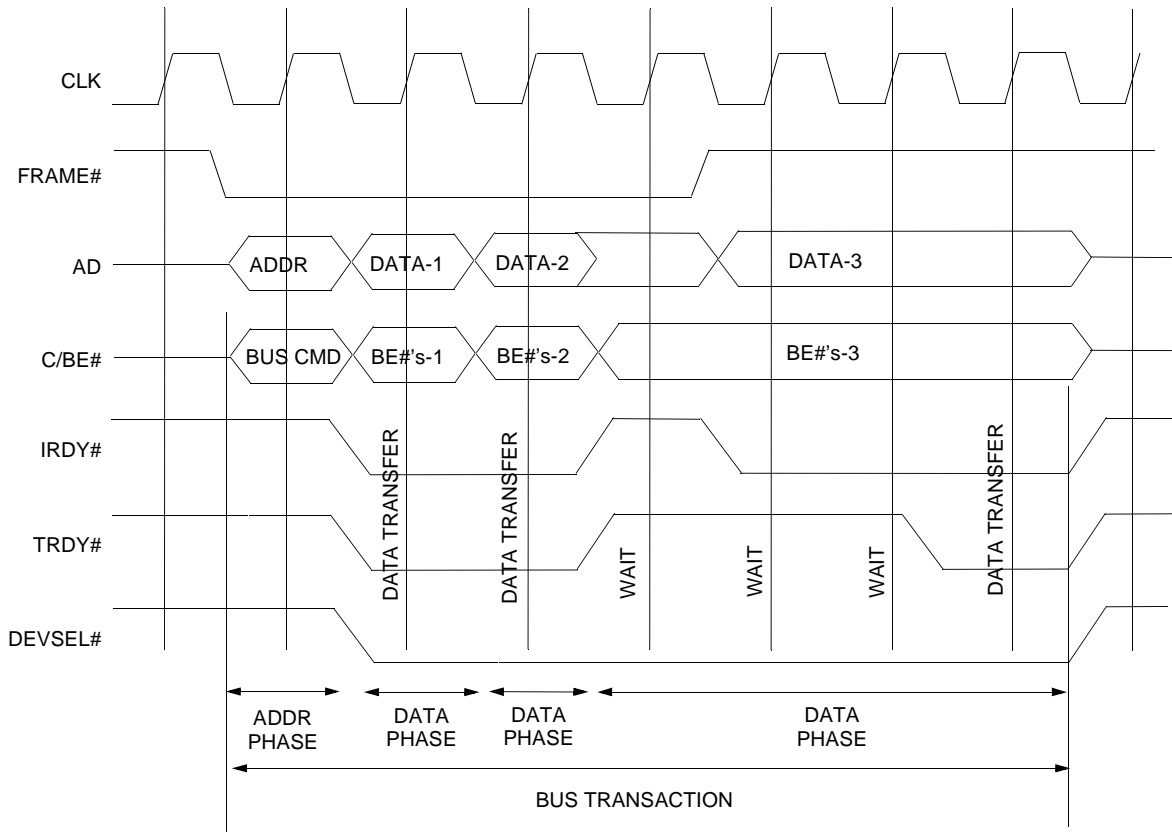 CLK
FRAME#
AD
ADDR
DATA-1
DATA-2
DATA-3
C/BE#
BUS CMD
BE#'s-1
BE#'s-2
BE#'s-3
IRDY#
TRDY#
DATA TRANSFER
DATA TRANSFER
WAIT
WAIT
WAIT
DATA TRANSFER
DEVSEL#
ADDR
PHASE
DATA
PHASE
DATA
PHASE
DATA
PHASE
BUS TRANSACTION